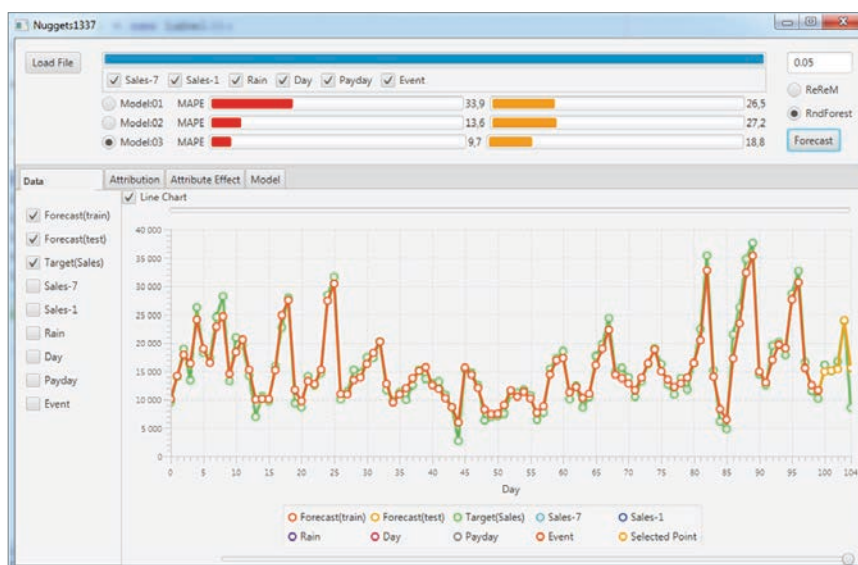 Nuggets1337
Load File
0.05
Sales-7 Sales-1 Rain Day Payday Event
ReReM
Model:01 MAPE 33,9 26,5
Model:02 MAPE 13,6 27,2
RndForest
Model:03 MAPE 9,7 18,8
Forecast
Data Attribution Attribute Effect Model
Line Chart
Forecast(train)
Forecast(test)
Target(Sales)
Sales-7
Sales-1
Rain
Day
Payday
Event
40 000
35 000
30 000
25 000
20 000
15 000
10 000
5 000
0
0 5 10 15 20 25 30 35 40 45 50 55 60 65 70 75 80 85 90 95 100 104
Day
Forecast(train) Forecast(test) Target(Sales) Sales-7 Sales-1
Rain Day Payday Event Selected Point